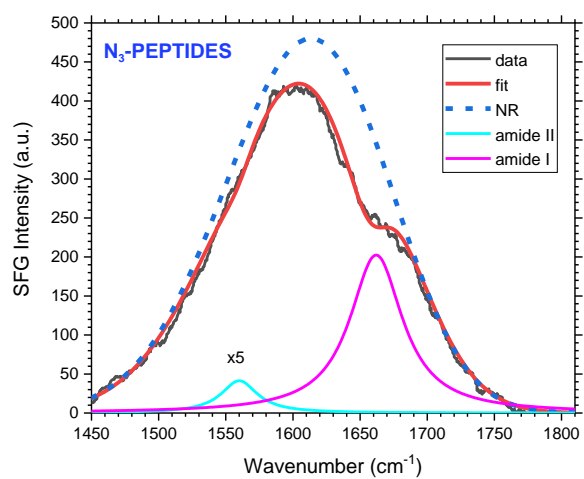 N₃-PEPTIDES
data
fit
NR
amide II
amide I
x5
500
450
400
350
300
250
200
150
100
50
0
SFG Intensity (a.u.)
1450 1500 1550 1600 1650 1700 1750 1800
Wavenumber (cm⁻¹)